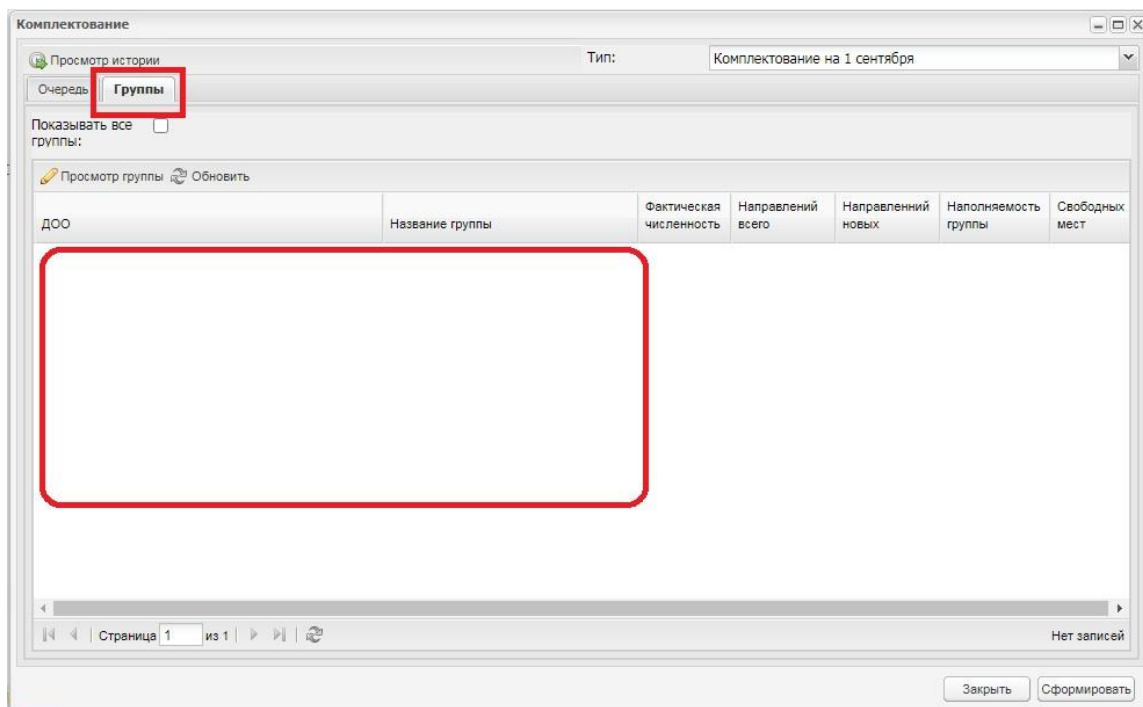 Комплектование
Просмотр истории Тип: Комплектование на 1 сентября
Очередь Группы
Показывать все
группы:
Просмотр группы Обновить
ДОО Название группы Фактическая численность Направлений всего Направленний новых Наполняемость группы Свободных мест
Страница 1 из 1 Нет записей
Закрыть Сформировать